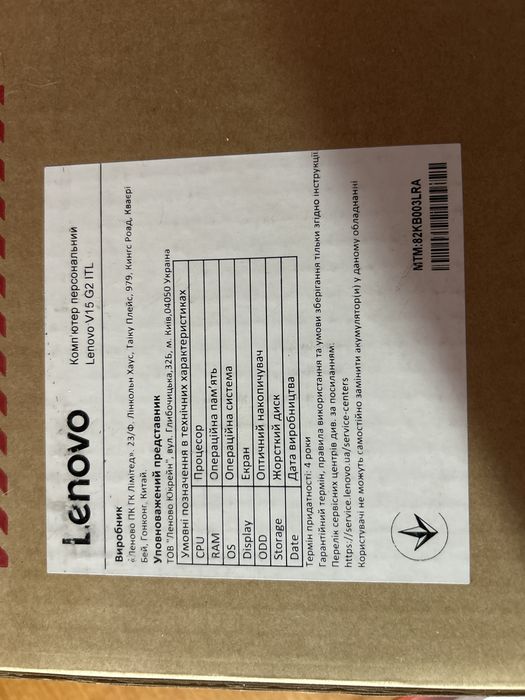 Lenovo
Комп'ютер персональний
Lenovo V15 G2 ITL
Виробник
«Леново ПК ГК Лімітед». 23/Ф, Лінкольн Хаус, Таіку Плейс, 979, Кингс Роад, Кваєрі
Бей, Гонконг, Китай.
Уповноважений представник
ТОВ "Леново Юкрейн". вул. Глибочицька,32Б, м. Київ,04050 Україна
Умовні позначення в технічних характеристиках
CPU Процесор
RAM Операційна пам'ять
OS Операційна система
Display Екран
ODD Оптичний накопичувач
Storage Жорсткий диск
Date Дата виробництва
Термін придатності: 4 роки
Гарантійний термін, правила використання та умови зберігання тільки згідно інструкції
Перелік сервісних центрів див. за посиланням:
https://service.lenovo.ua/service-centers
Користувачі не можуть самостійно замінити акумулятор(и) у даному обладнанні
MTM:82KB003LRA